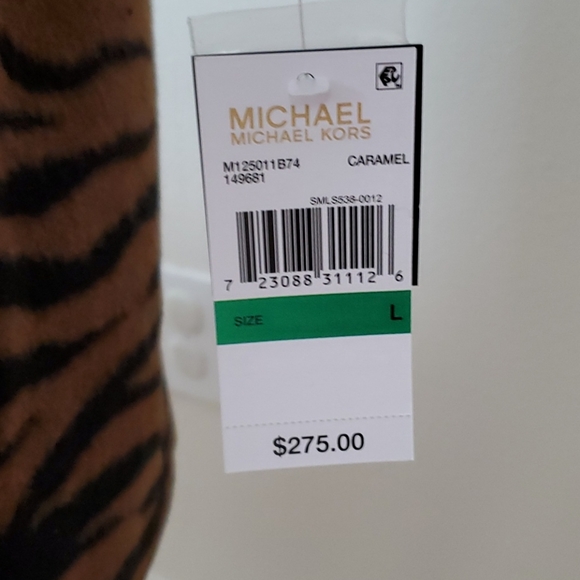 MICHAEL
MICHAEL KORS
M125011B74 CARAMEL
149681
SMLS538-0012
7 23088 31112 6
SIZE L
$275.00